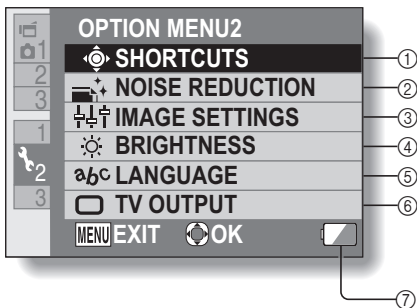 OPTION MENU2
1
SHORTCUTS
①
2
NOISE REDUCTION
②
3
IMAGE SETTINGS
③
1
BRIGHTNESS
④
2
abc LANGUAGE
⑤
3
TV OUTPUT
⑥
MENU EXIT OK
⑦